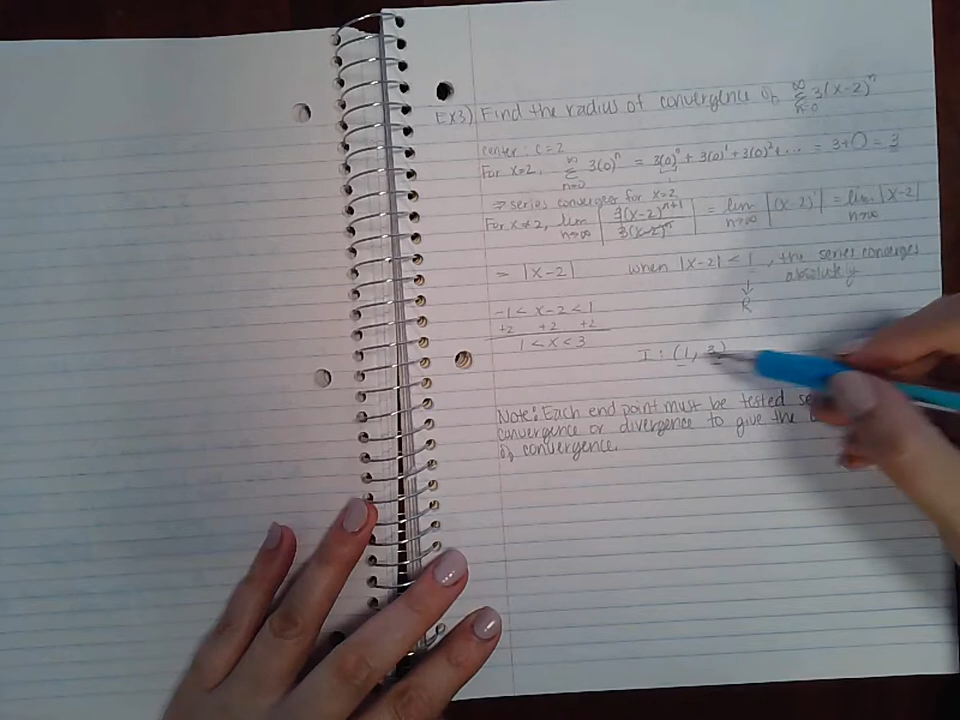 Ex3) Find the radius of convergence of ∞ Σ n=0 3(x-2)^n
center: c=2
For x=2, ∞ Σ n=0 3(0)^n = 3(0)^0 + 3(0)^1 + 3(0)^2 + ... = 3+0 = 3
⇒ series converges for x=2
For x≠2, lim n→∞ | 3(x-2)^n+1 / 3(x-2)^n | = lim n→∞ |(x-2)^1| = lim n→∞ |x-2|
= |x-2| when |x-2| < 1, the series converges
absolutely
↓
R
-1 < x-2 < 1
+2 +2 +2
1 < x < 3
I: (1, 3)
Note: Each end point must be tested
convergence or divergence to give the
of convergence.